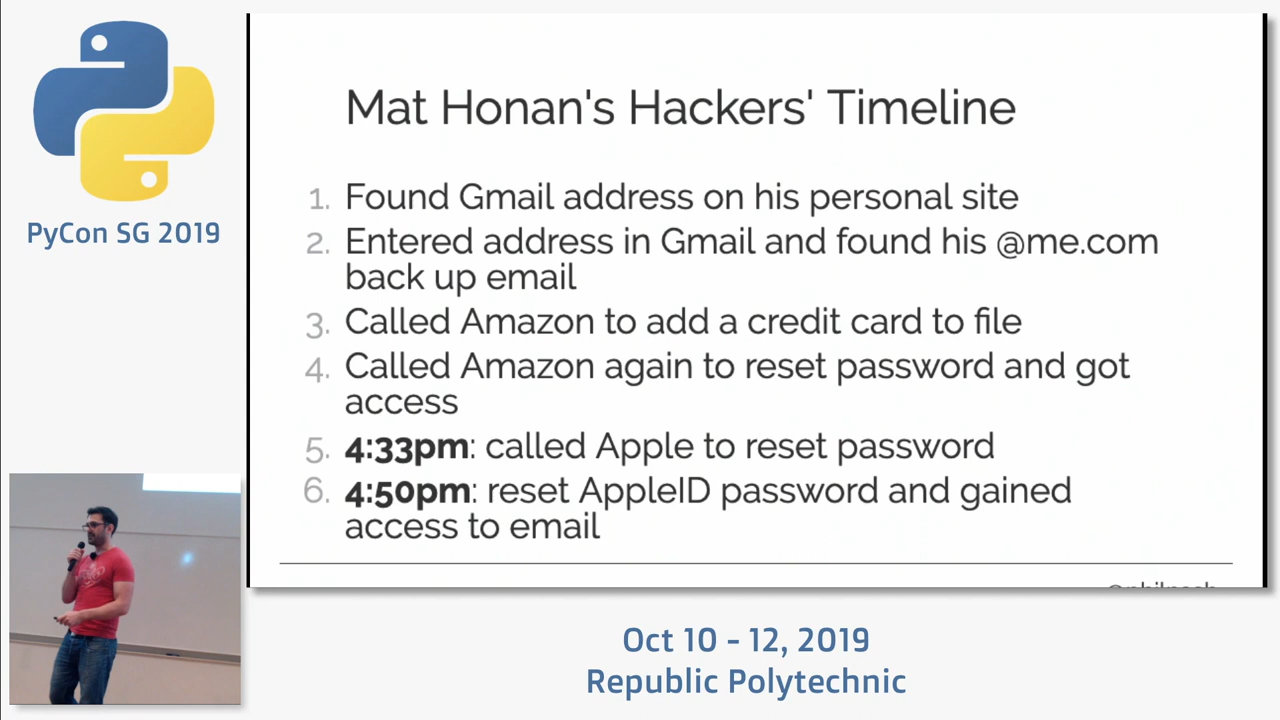 PyCon SG 2019
Mat Honan's Hackers' Timeline
1. Found Gmail address on his personal site
2. Entered address in Gmail and found his @me.com
back up email
3. Called Amazon to add a credit card to file
4. Called Amazon again to reset password and got
access
5. 4:33pm: called Apple to reset password
6. 4:50pm: reset AppleID password and gained
access to email
Oct 10 - 12, 2019
Republic Polytechnic